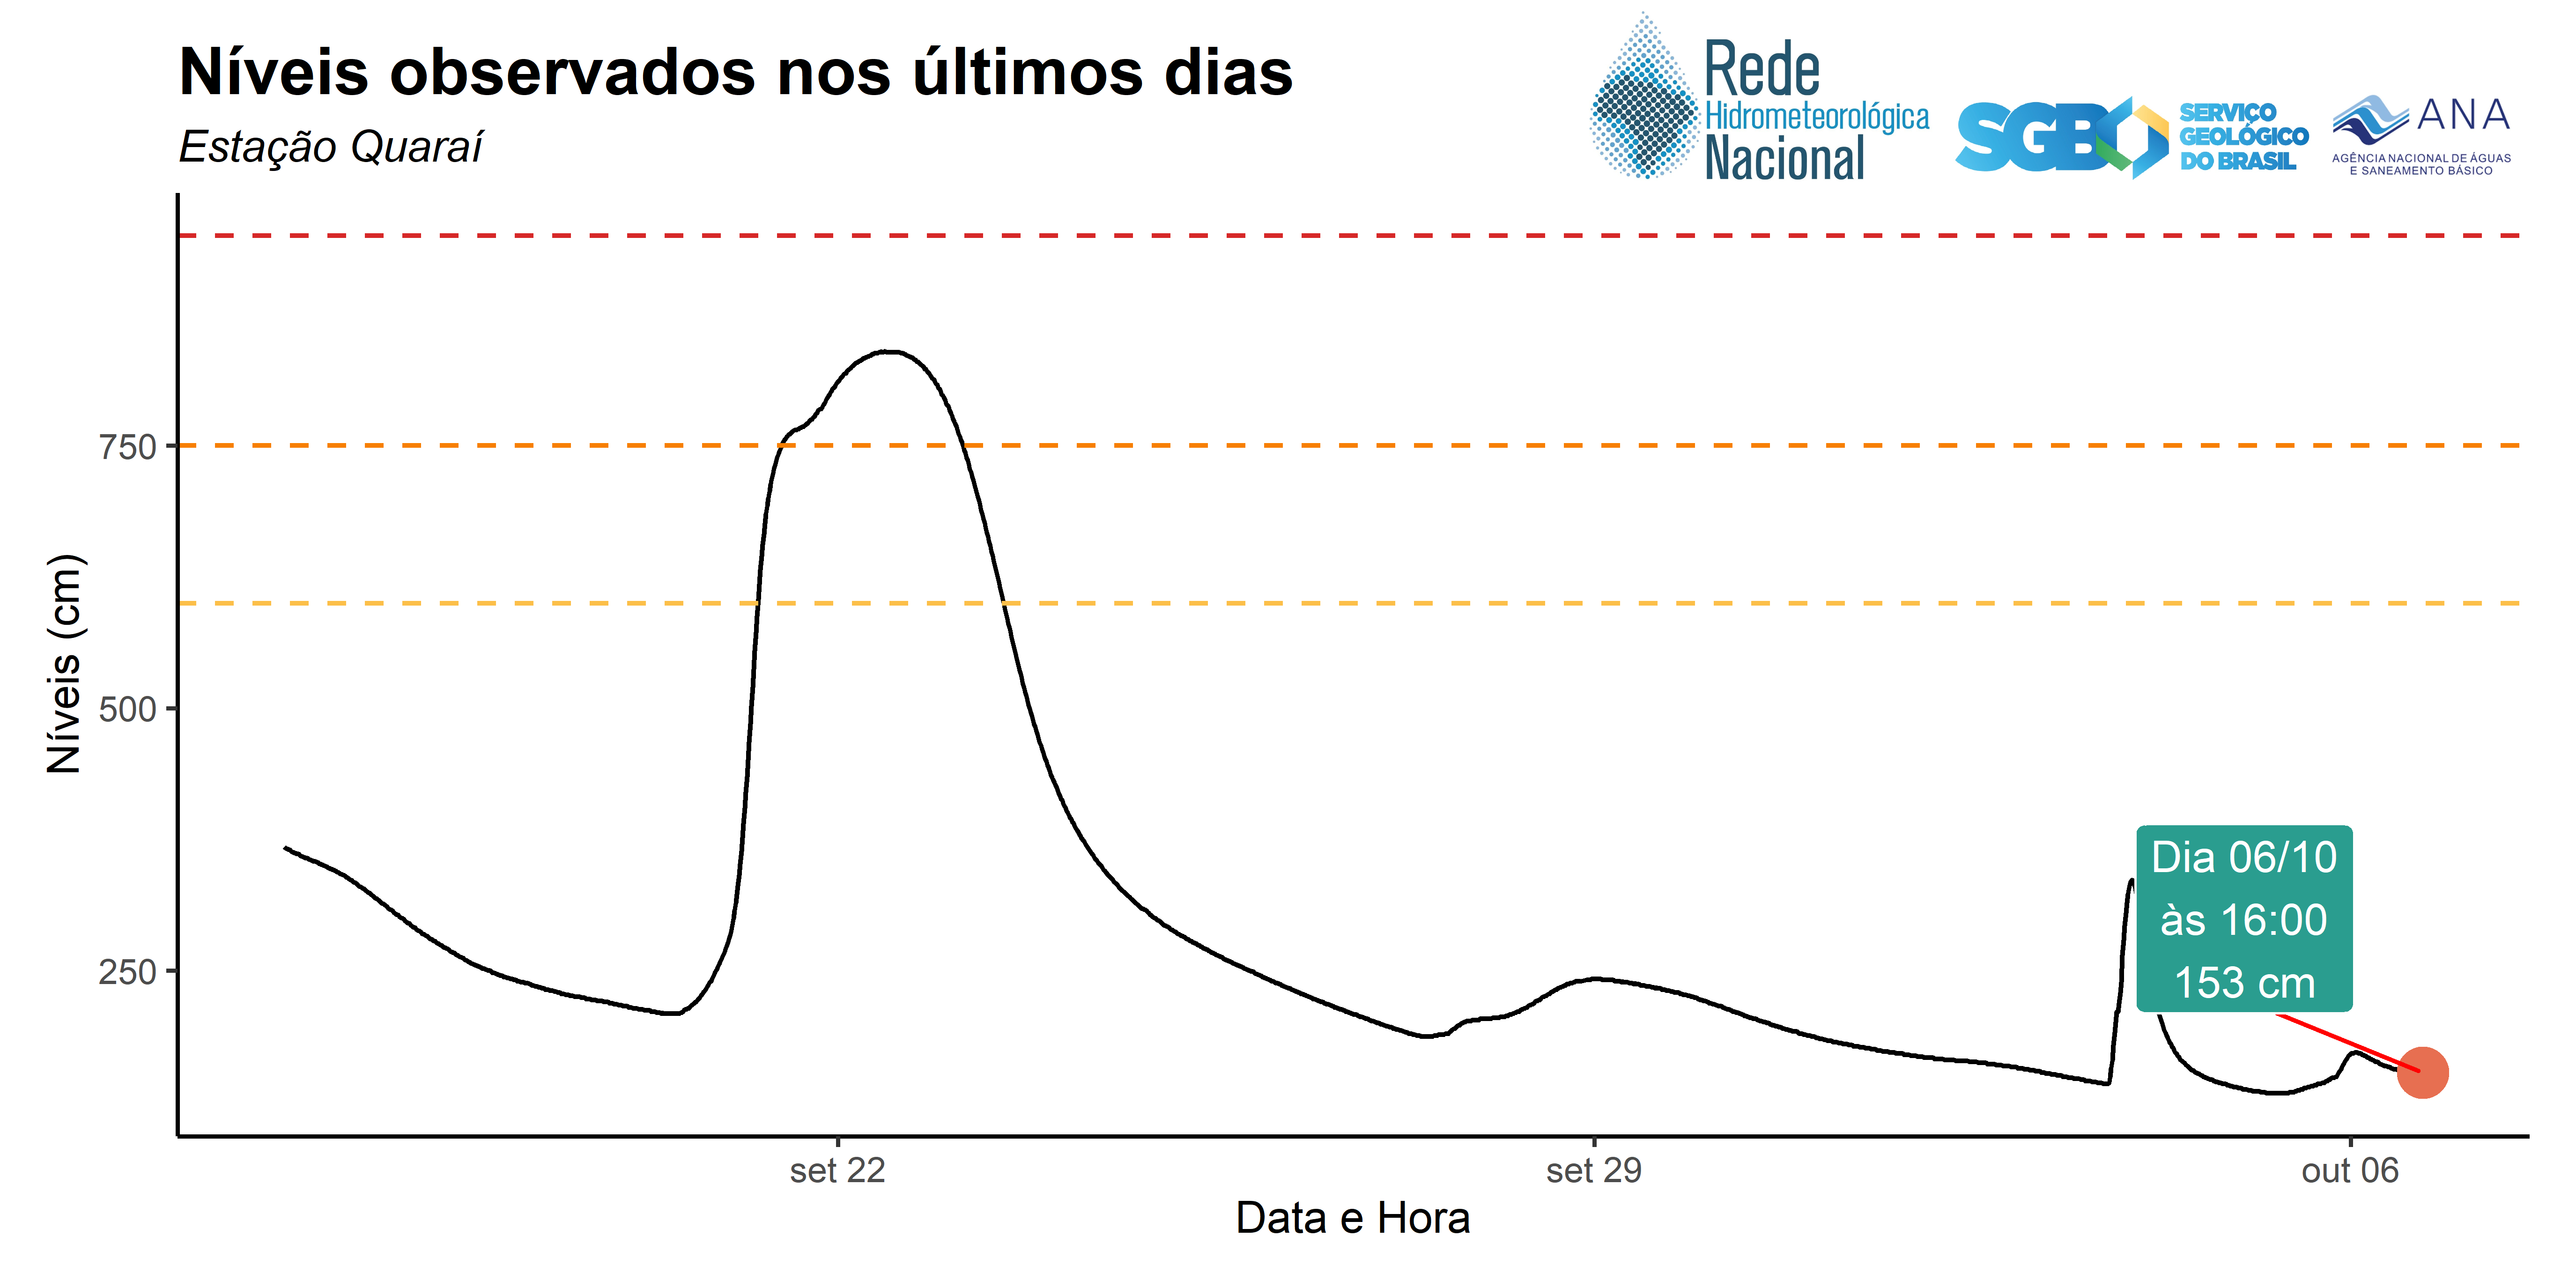 Níveis observados nos últimos dias
Estação Quaraí
Rede
Hidrometeorológica
Nacional
SGB
SERVIÇO
GEOLÓGICO
DO BRASIL
ANA
AGÊNCIA NACIONAL DE ÁGUAS
E SANEAMENTO BÁSICO
Níveis (cm)
750
500
250
Dia 06/10
às 16:00
153 cm
set 22
set 29
out 06
Data e Hora